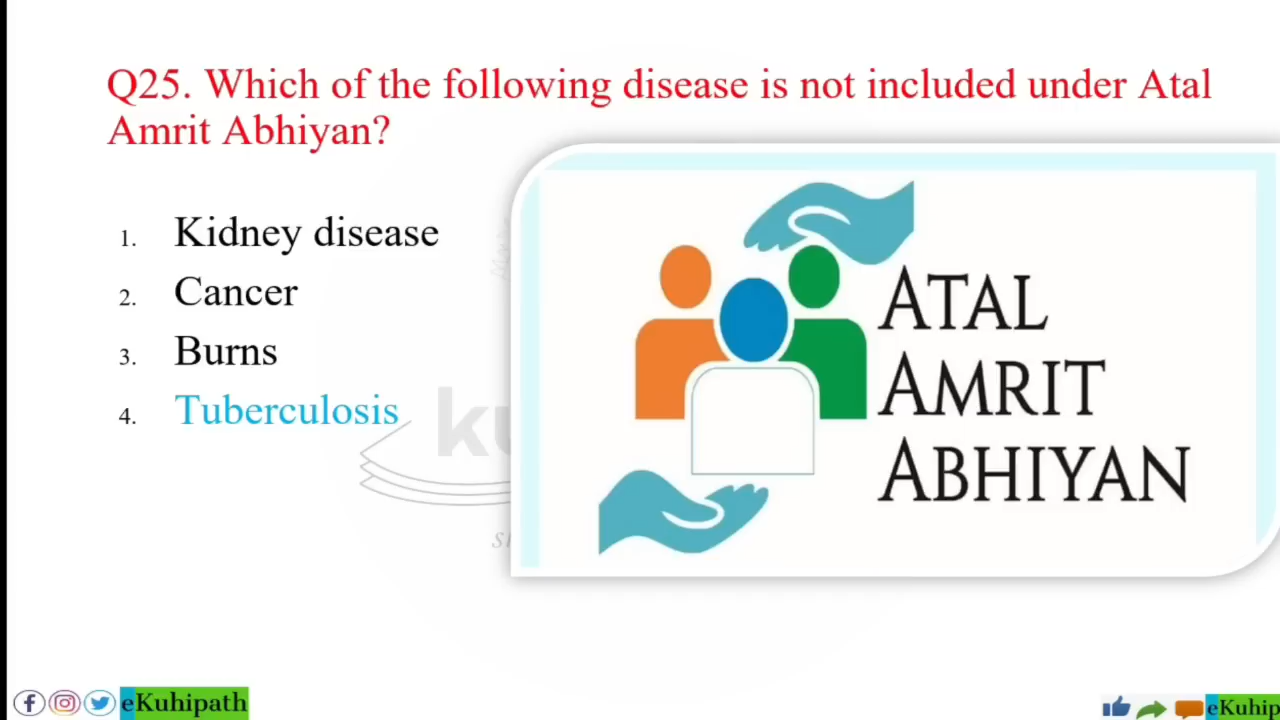 Q25. Which of the following disease is not included under Atal
Amrit Abhiyan?
1. Kidney disease
2. Cancer
3. Burns
4. Tuberculosis
ATAL
AMRIT
ABHIYAN
eKuhipath
eKuhip